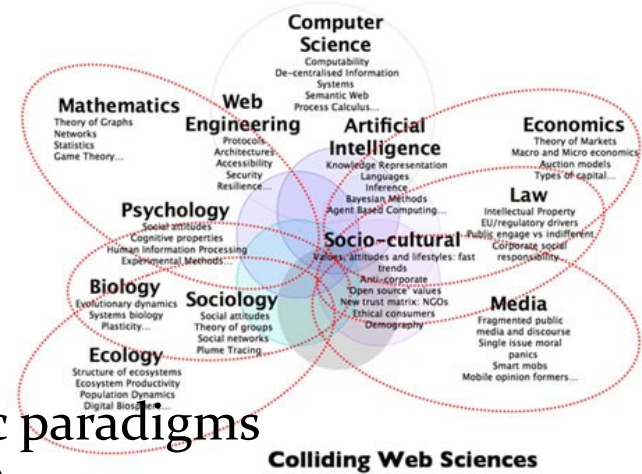 Computer
Science
Computability
De-centralised Information
Systems
Semantic Web
Process Calculus...
Mathematics
Theory of Graphs
Networks
Statistics
Game Theory...
Web
Engineering
Protocols
Architectures
Accessibility
Security
Resilience...
Artificial
Intelligence
Knowledge Representation
Languages
Inference
Bayesian Methods
Agent Based Computing...
Economics
Theory of Markets
Macro and Micro economics
Auction models
Types of capital...
Law
Intellectual Property
EU/regulatory drivers
Public engage vs indifferent
Corporate social
responsibility
Psychology
Social attitudes
Cognitive properties
Human Information Processing
Experimental Methods...
Socio-cultural
Values, attitudes and lifestyles: fast
trends
Anti-corporate
'Open source' values
New trust matrix: NGOs
Ethical consumers
Demography
Biology
Evolutionary dynamics
Systems biology
Plasticity...
Sociology
Social attitudes
Theory of groups
Social networks
Plume Tracing
Media
Fragmented public
media and discourse
Single issue moral
panics
Smart mobs
Mobile opinion formers...
Ecology
Structure of ecosystems
Ecosystem Productivity
Population Dynamics
Digital
c paradigms
Colliding Web Sciences